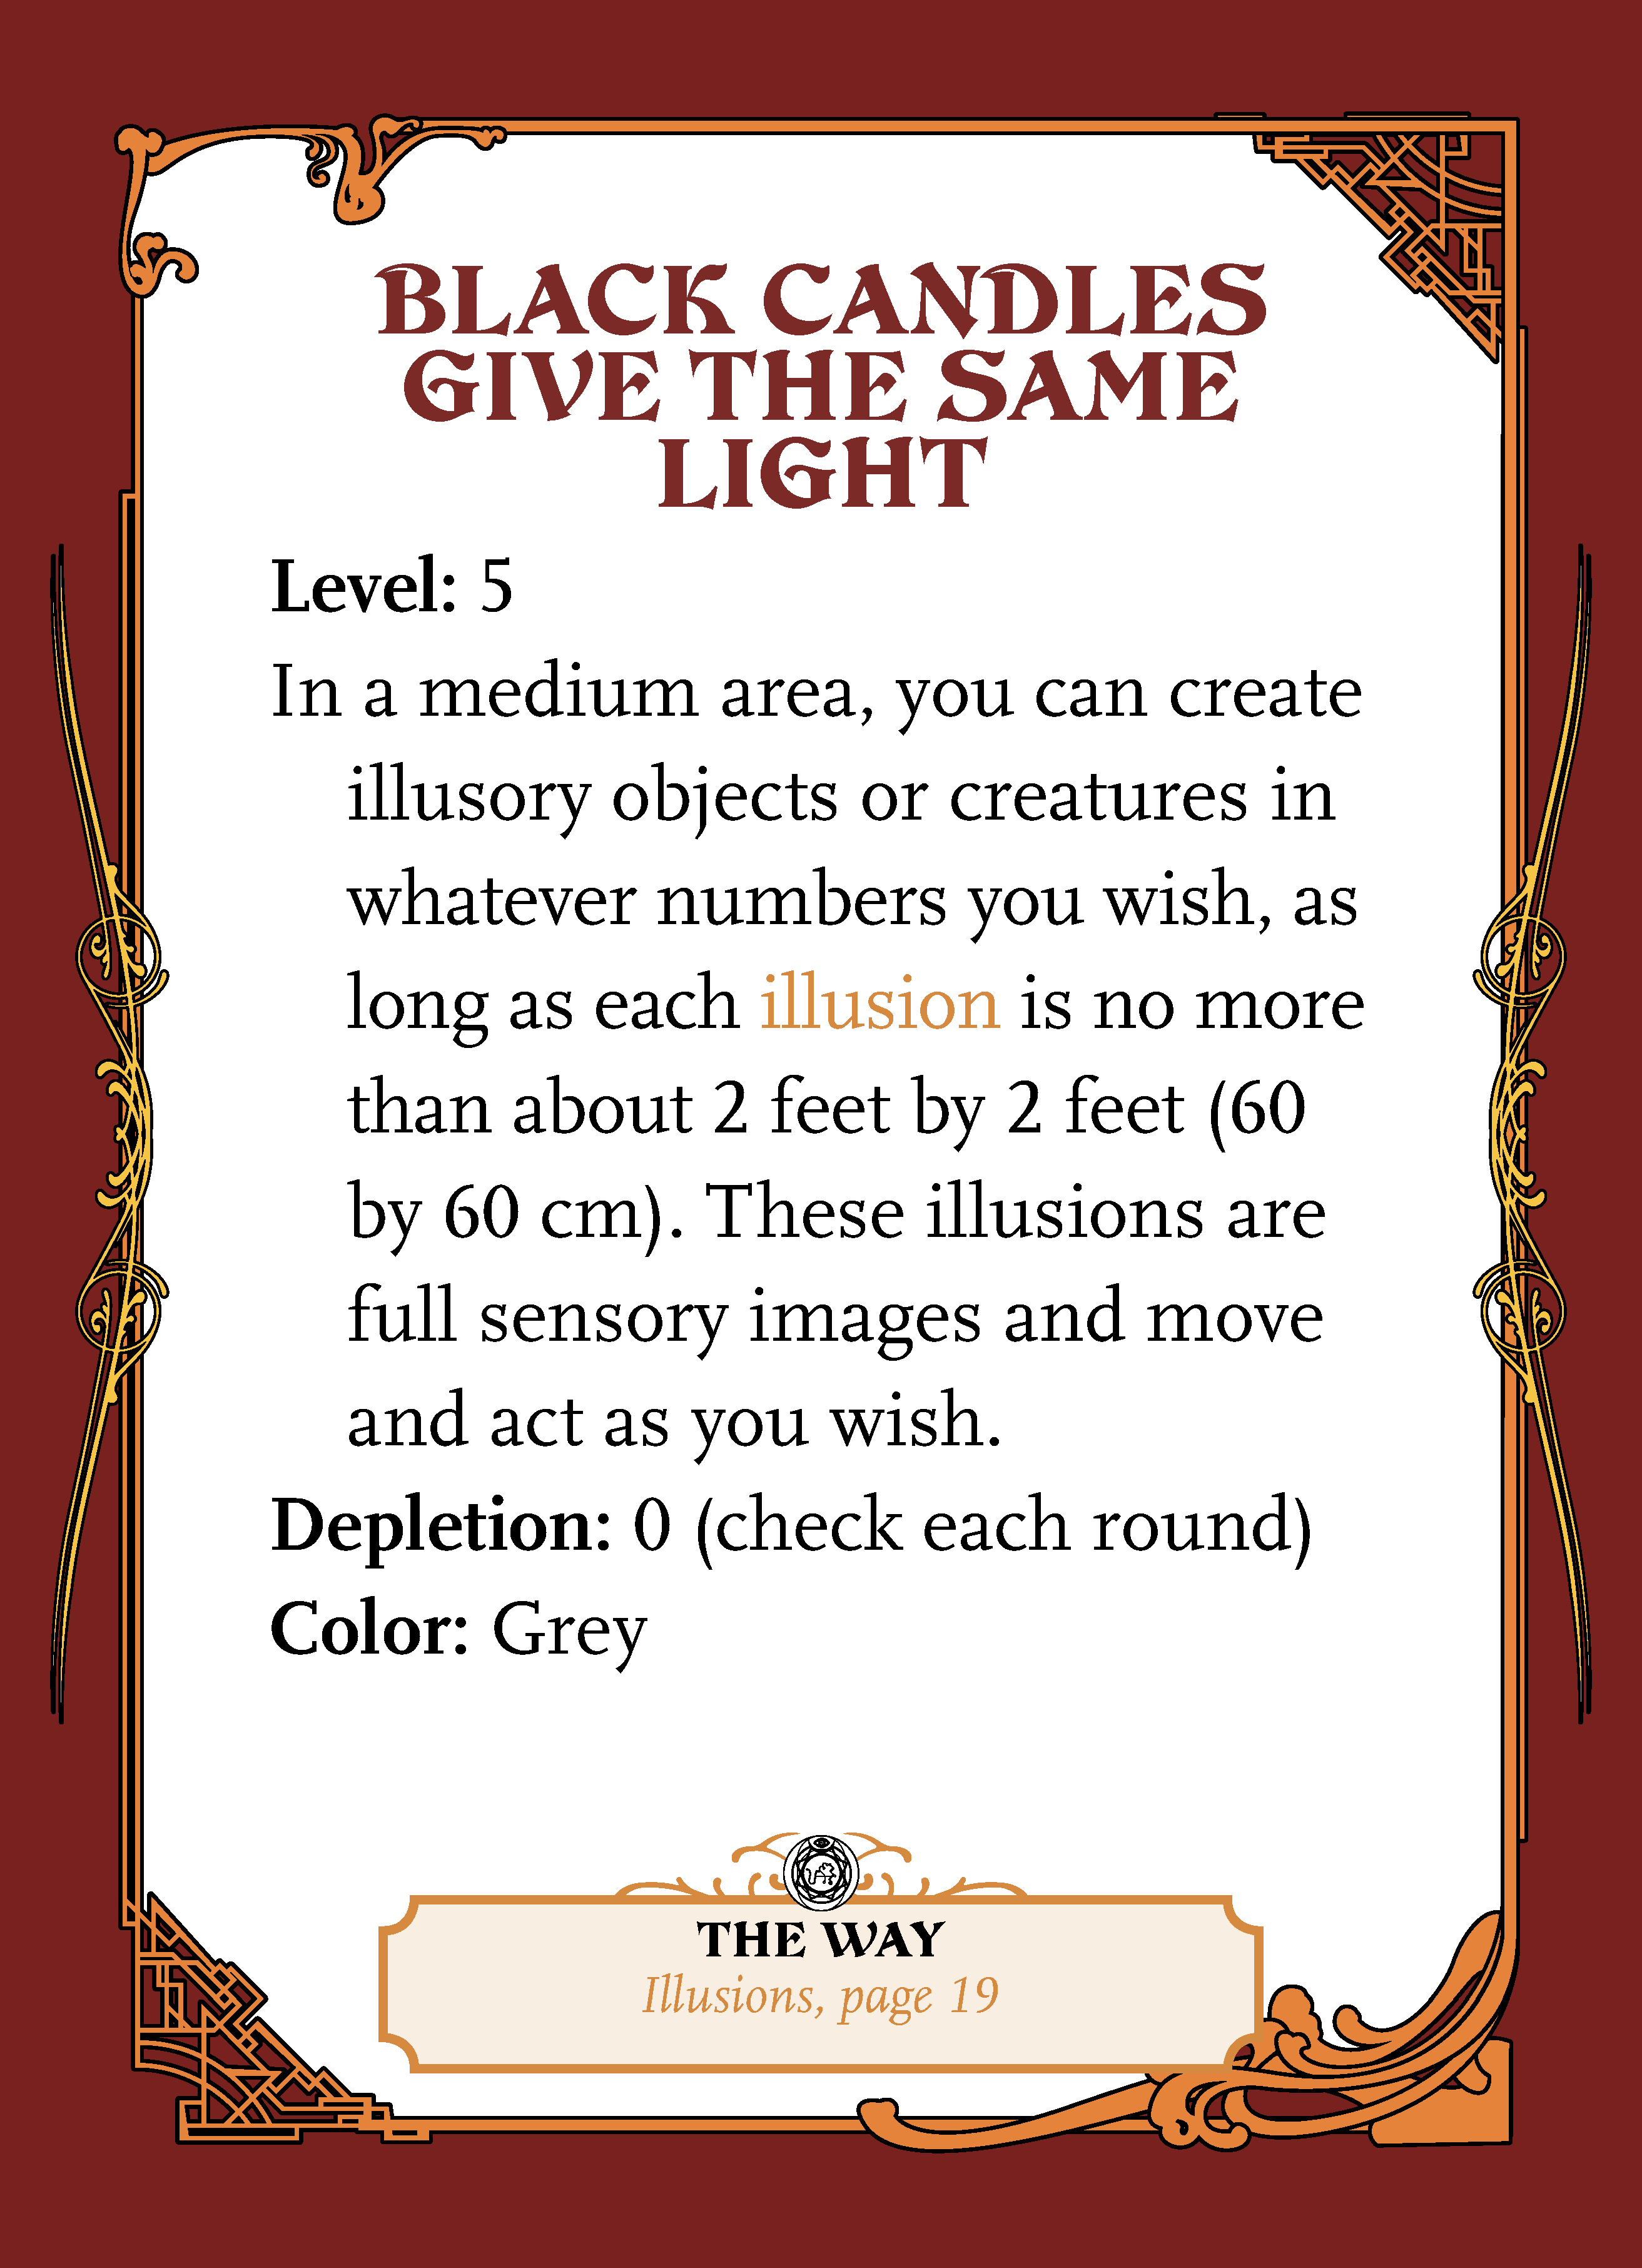 BLACK CANDLES
GIVE THE SAME
LIGHT
Level: 5
In a medium area, you can create
illusory objects or creatures in
whatever numbers you wish, as
long as each illusion is no more
than about 2 feet by 2 feet (60
by 60 cm). These illusions are
full sensory images and move
and act as you wish.
Depletion: 0 (check each round)
Color: Grey
THE WAY
Illusions, page 19